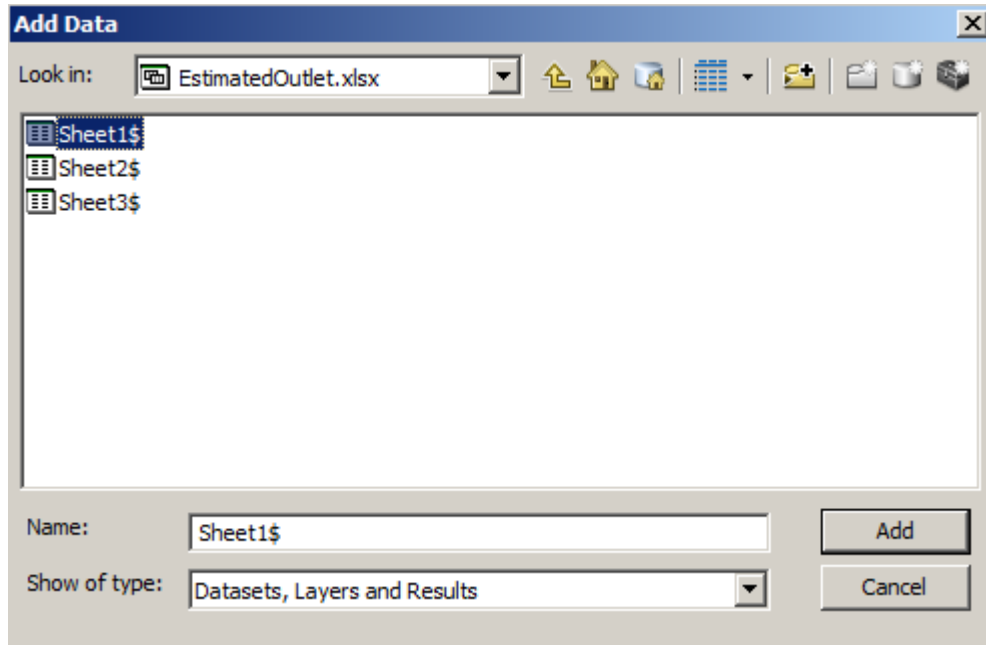 Add Data
Look in: EstimatedOutlet.xlsx
Sheet1$
Sheet2$
Sheet3$
Name: Sheet1$ Add
Show of type: Datasets, Layers and Results Cancel